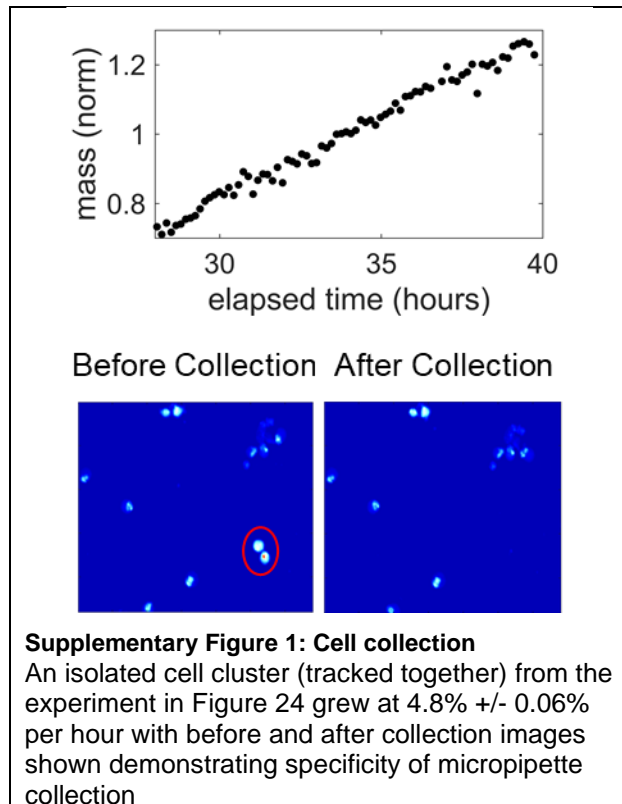 1.2
1
0.8
mass (norm)
30 35 40
elapsed time (hours)
Before Collection After Collection
Supplementary Figure 1: Cell collection
An isolated cell cluster (tracked together) from the
experiment in Figure 24 grew at 4.8% +/- 0.06%
per hour with before and after collection images
shown demonstrating specificity of micropipette
collection